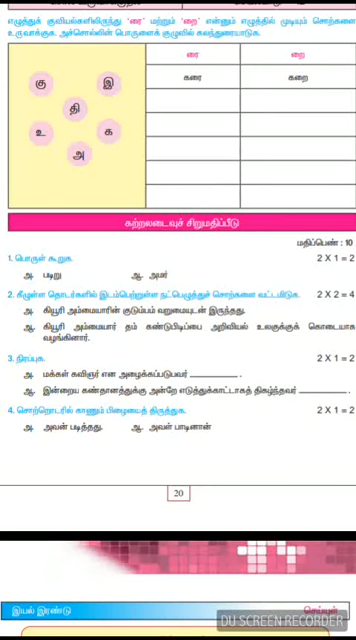 எழுத்துக் குவியல்களிலிருந்து 'ரை' மற்றும் 'றை' என்னும் எழுத்தில் முடியும் சொற்களை
உருவாக்குக. அச்சொல்லின் பொருளைக் குழுவில் கலந்துரையாடுக.
ரை றை
கரை கறை
கு இ
தி
உ க
அ
கற்றலடைவுச் சிறுமதிப்பீடு
மதிப்பெண் : 10
1. பொருள் கூறுக. 2 X 1 = 2
அ. படிறு ஆ. அமர்
2. கீழுள்ள தொடர்களில் இடம்பெற்றுள்ள நட்பெழுத்துச் சொற்களை வட்டமிடுக. 2 X 2 = 4
அ. கியூரி அம்மையாரின் குடும்பம் வறுமையுடன் இருந்தது.
ஆ. கியூரி அம்மையார் தம் கண்டுபிடிப்பை அறிவியல் உலகுக்குக் கொடையாக
வழங்கினார்.
3. நிரப்புக. 2 X 1 = 2
அ. மக்கள் கவிஞர் என அழைக்கப்படுபவர் __________ .
ஆ. இன்றைய கண்தானத்துக்கு அன்றே எடுத்துக்காட்டாகத் திகழ்ந்தவர் __________ .
4. சொற்றொடரில் காணும் பிழையைத் திருத்துக. 2 X 1 = 2
அ. அவன் படித்தது. ஆ. அவள் பாடினான்
20
இயல் இரண்டு செய்யுள்
DU SCREEN RECORDER